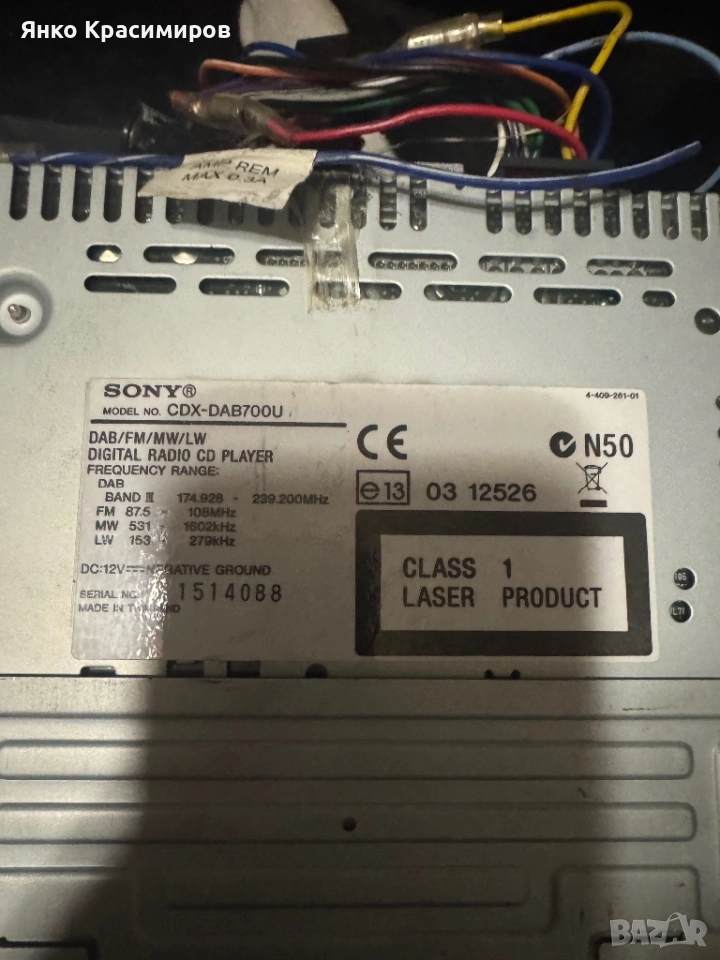 Янко Красимиров
AMP REM
MAX 0.3A
SONY®
4-409-261-01
MODEL NO. CDX-DAB700U
DAB/FM/MW/LW
DIGITAL RADIO CD PLAYER
FREQUENCY RANGE:
DAB
BAND III 174.928 - 239.200MHz
FM 87.5 - 108MHz
MW 531 - 1602kHz
LW 153 - 279kHz
DC:12V NEGATIVE GROUND
SERIAL NO. 1514088
MADE IN THAILAND
CE
N50
e13 03 12526
CLASS 1
LASER PRODUCT
BAZAR